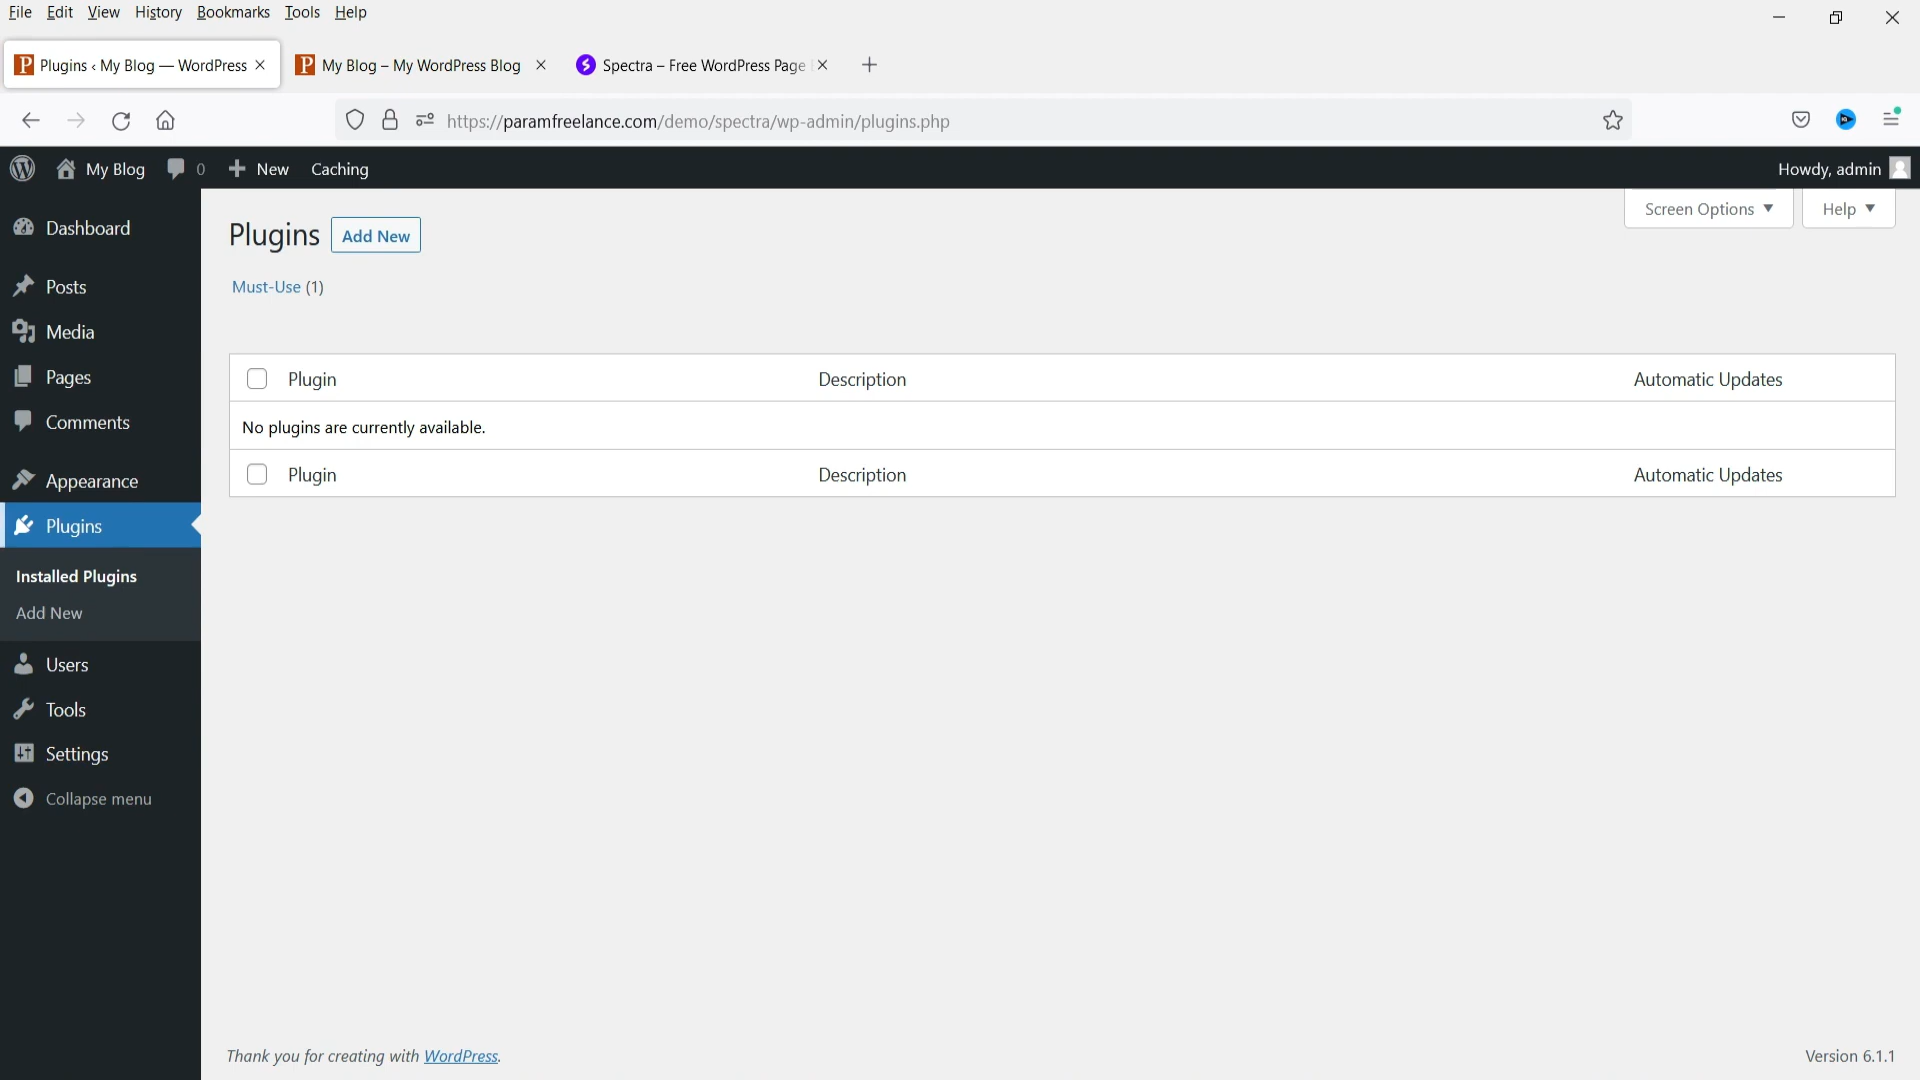 File Edit View History Bookmarks Tools Help
Plugins ‹ My Blog — WordPress
My Blog – My WordPress Blog
Spectra – Free WordPress Page
https://paramfreelance.com/demo/spectra/wp-admin/plugins.php
My Blog 0 New Caching Howdy, admin
Screen Options Help
Plugins Add New
Must-Use (1)
Plugin Description Automatic Updates
No plugins are currently available.
Plugin Description Automatic Updates
Dashboard
Posts
Media
Pages
Comments
Appearance
Plugins
Installed Plugins
Add New
Users
Tools
Settings
Collapse menu
Thank you for creating with WordPress.
Version 6.1.1